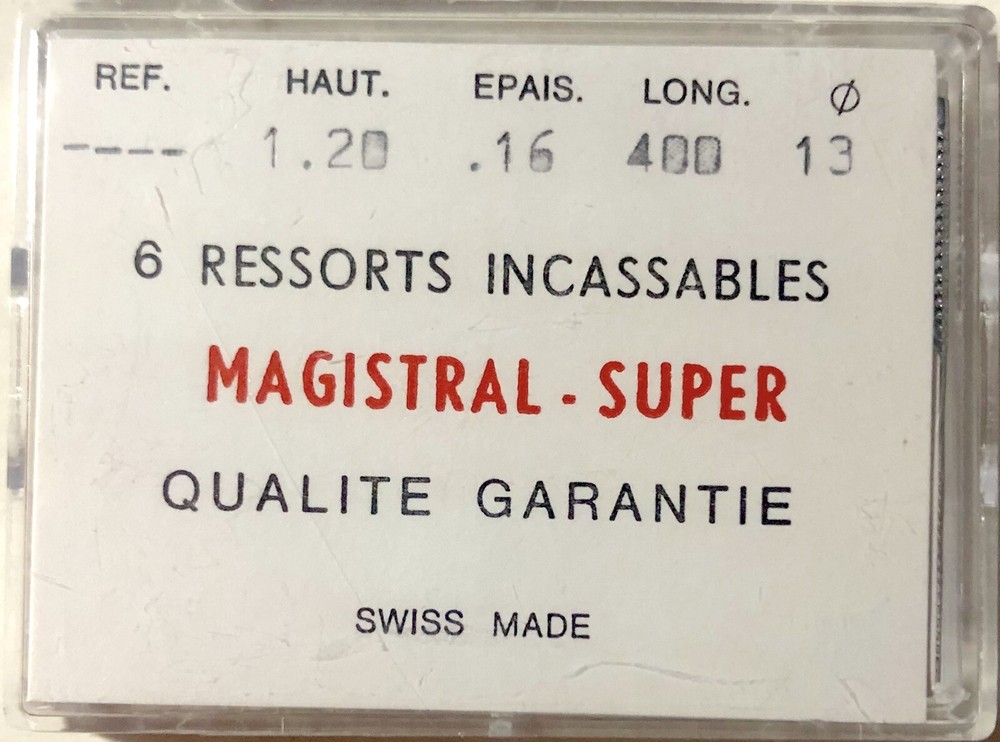 REF. HAUT. EPAIS. LONG. Ø
---- 1.20 .16 400 13
6 RESSORTS INCASSABLES
MAGISTRAL - SUPER
QUALITE GARANTIE
SWISS MADE